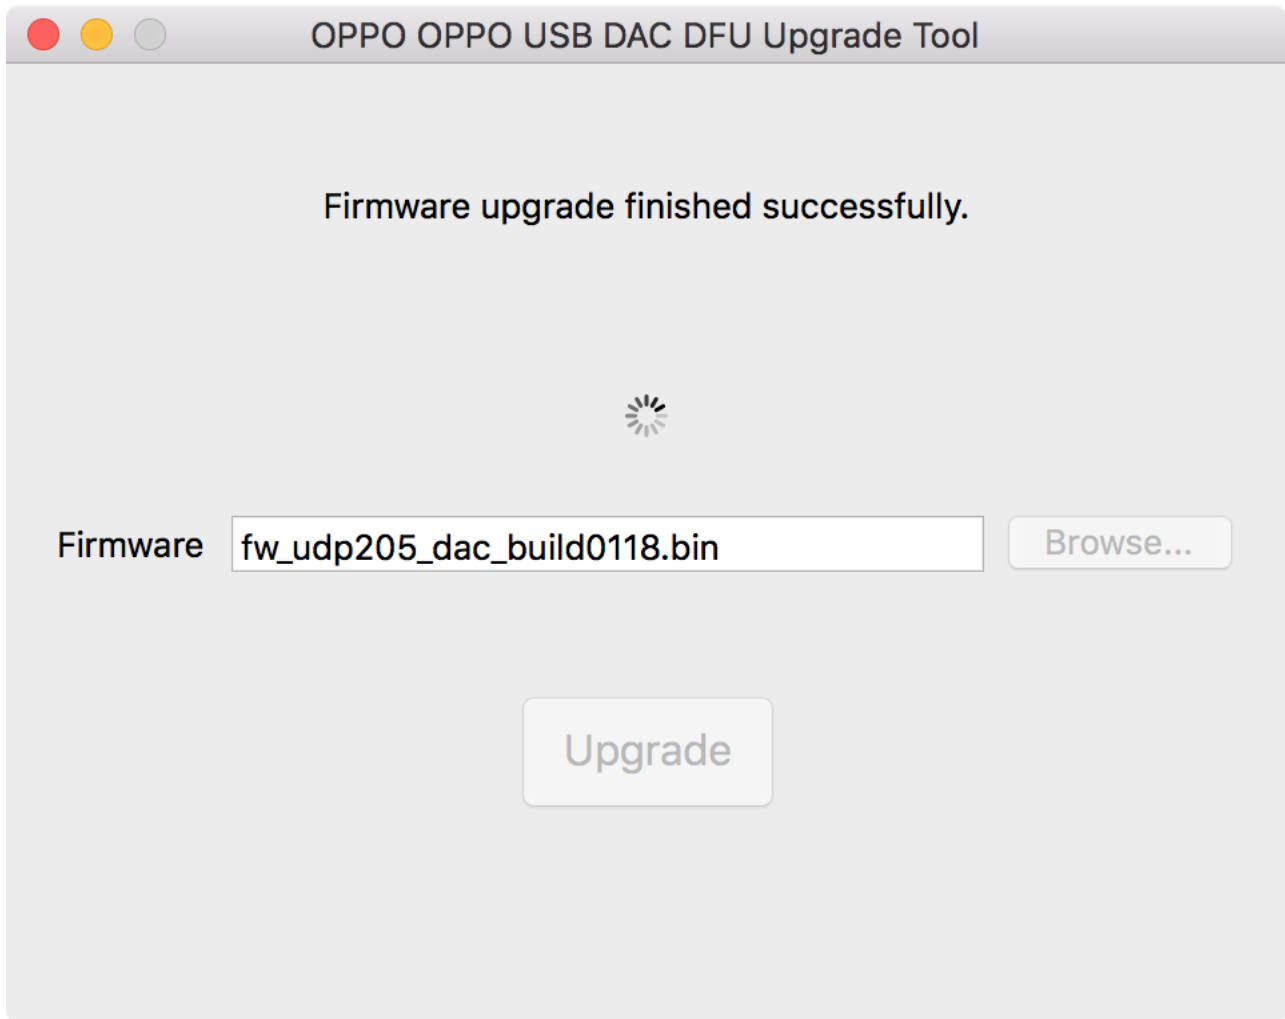 OPPO OPPO USB DAC DFU Upgrade Tool
Firmware upgrade finished successfully.
Firmware fw_udp205_dac_build0118.bin Browse...
Upgrade